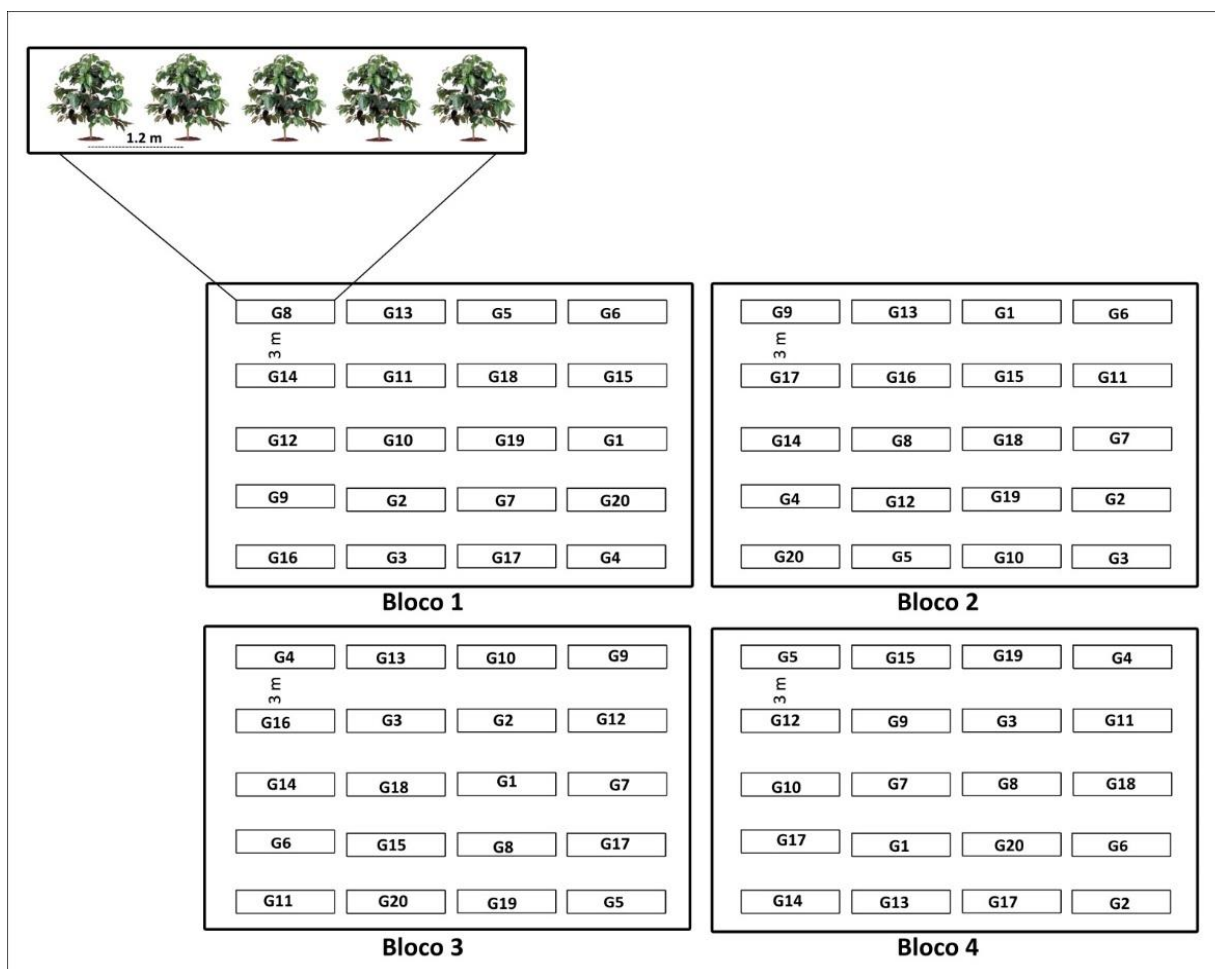 1.2 m
G8 G13 G5 G6
3 m
G14 G11 G18 G15
G12 G10 G19 G1
G9 G2 G7 G20
G16 G3 G17 G4
Bloco 1
G9 G13 G1 G6
3 m
G17 G16 G15 G11
G14 G8 G18 G7
G4 G12 G19 G2
G20 G5 G10 G3
Bloco 2
G4 G13 G10 G9
3 m
G16 G3 G2 G12
G14 G18 G1 G7
G6 G15 G8 G17
G11 G20 G19 G5
Bloco 3
G5 G15 G19 G4
3 m
G12 G9 G3 G11
G10 G7 G8 G18
G17 G1 G20 G6
G14 G13 G17 G2
Bloco 4